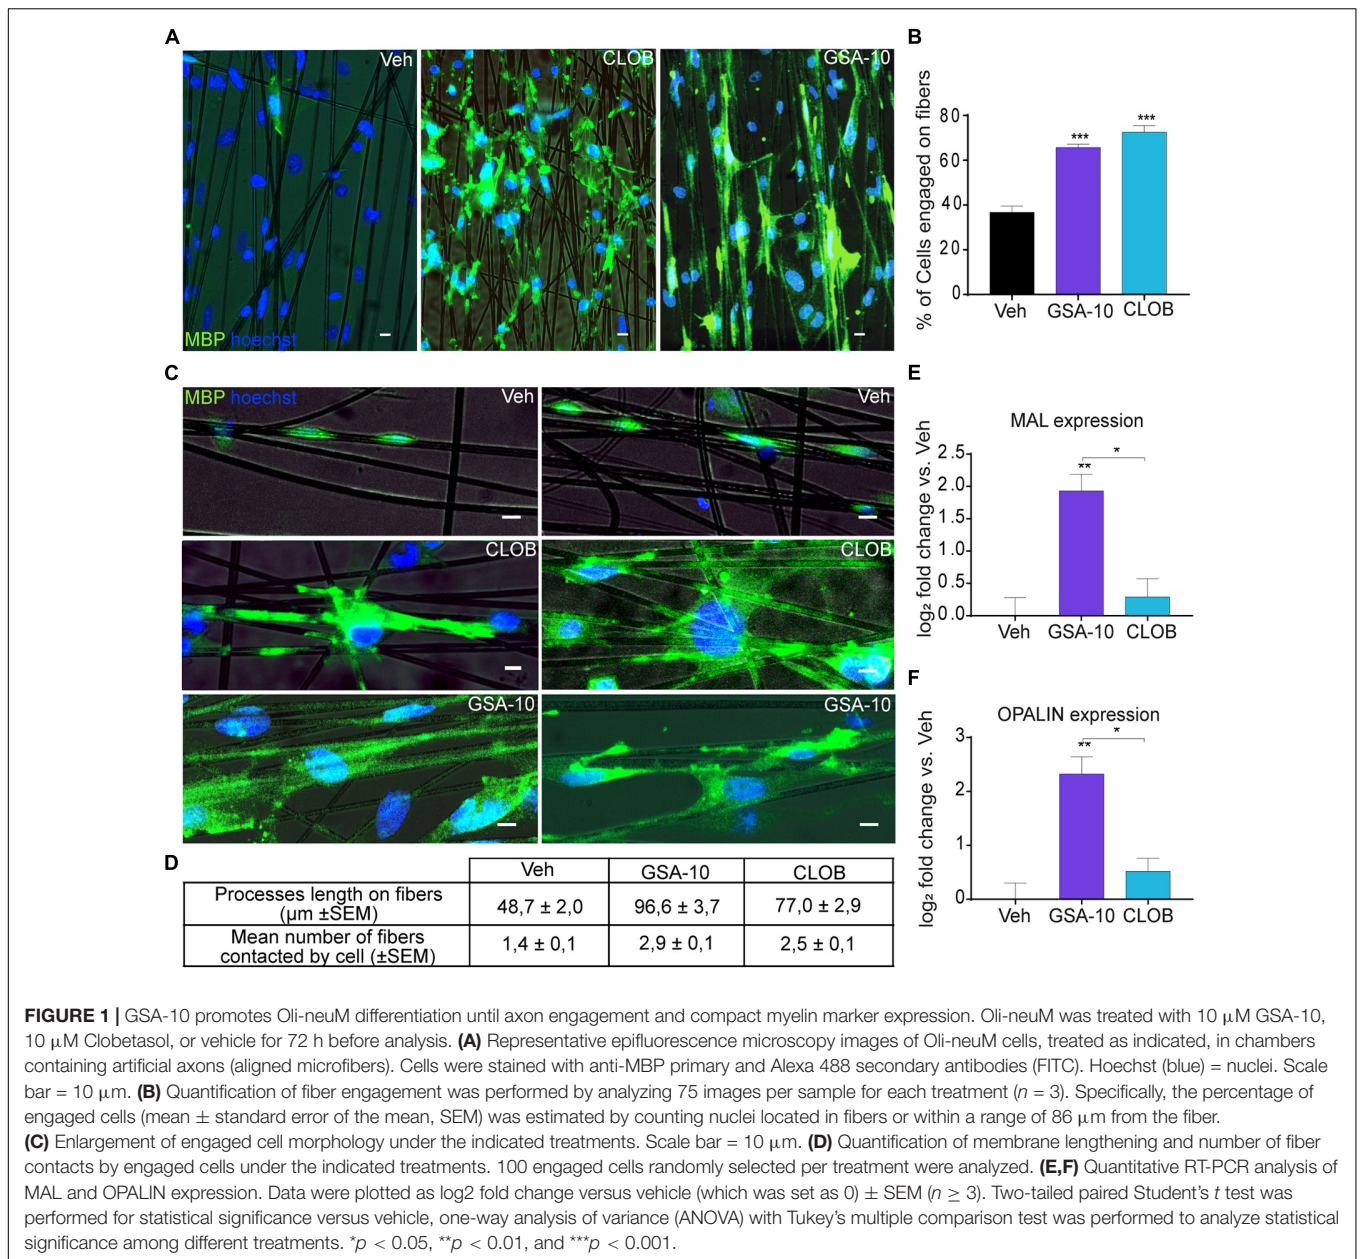 A
Veh
CLOB
GSA-10
MBP hoechst
B
% of Cells engaged on fibers
80
60
40
20
0
***
***
Veh
GSA-10
CLOB
C
MBP hoechst
Veh
Veh
CLOB
CLOB
GSA-10
GSA-10
D
Veh GSA-10 CLOB
Processes length on fibers (µm ±SEM) 48,7 ± 2,0 96,6 ± 3,7 77,0 ± 2,9
Mean number of fibers contacted by cell (±SEM) 1,4 ± 0,1 2,9 ± 0,1 2,5 ± 0,1
E
MAL expression
log₂ fold change vs. Veh
2.5
2.0
1.5
1.0
0.5
0.0
**
*
Veh
GSA-10
CLOB
F
OPALIN expression
log₂ fold change vs. Veh
3
2
1
0
**
*
Veh
GSA-10
CLOB
FIGURE 1 | GSA-10 promotes Oli-neuM differentiation until axon engagement and compact myelin marker expression. Oli-neuM was treated with 10 µM GSA-10,
10 µM Clobetasol, or vehicle for 72 h before analysis. (A) Representative epifluorescence microscopy images of Oli-neuM cells, treated as indicated, in chambers
containing artificial axons (aligned microfibers). Cells were stained with anti-MBP primary and Alexa 488 secondary antibodies (FITC). Hoechst (blue) = nuclei. Scale
bar = 10 µm. (B) Quantification of fiber engagement was performed by analyzing 75 images per sample for each treatment (n = 3). Specifically, the percentage of
engaged cells (mean ± standard error of the mean, SEM) was estimated by counting nuclei located in fibers or within a range of 86 µm from the fiber.
(C) Enlargement of engaged cell morphology under the indicated treatments. Scale bar = 10 µm. (D) Quantification of membrane lengthening and number of fiber
contacts by engaged cells under the indicated treatments. 100 engaged cells randomly selected per treatment were analyzed. (E,F) Quantitative RT-PCR analysis of
MAL and OPALIN expression. Data were plotted as log2 fold change versus vehicle (which was set as 0) ± SEM (n ≥ 3). Two-tailed paired Student's t test was
performed for statistical significance versus vehicle, one-way analysis of variance (ANOVA) with Tukey's multiple comparison test was performed to analyze statistical
significance among different treatments. *p < 0.05, **p < 0.01, and ***p < 0.001.